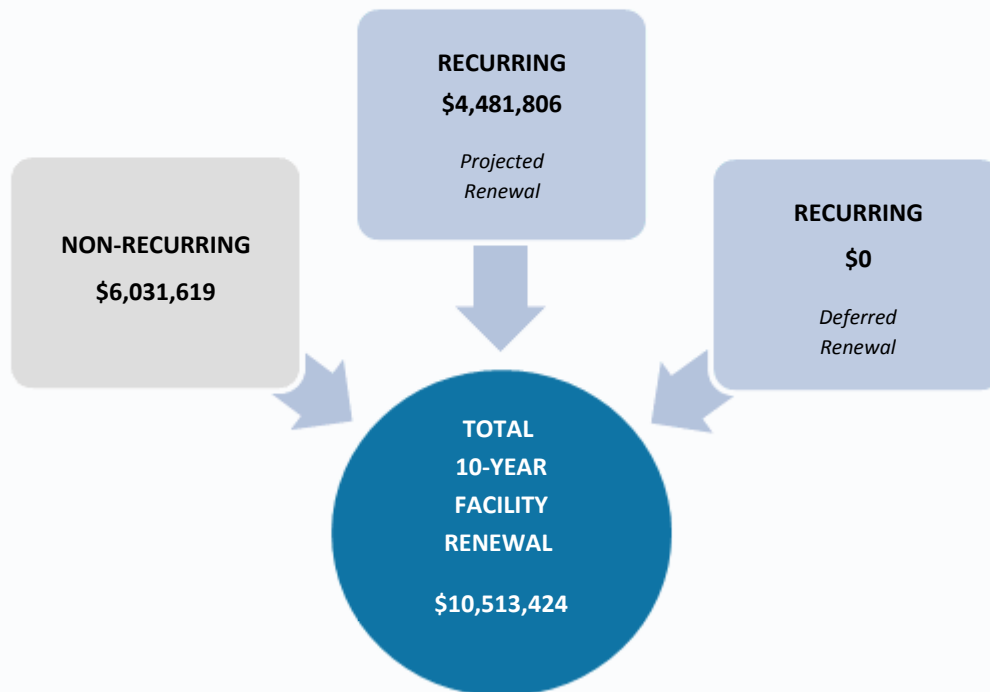 RECURRING
$4,481,806
Projected
Renewal
NON-RECURRING
$6,031,619
RECURRING
$0
Deferred
Renewal
TOTAL
10-YEAR
FACILITY
RENEWAL
$10,513,424